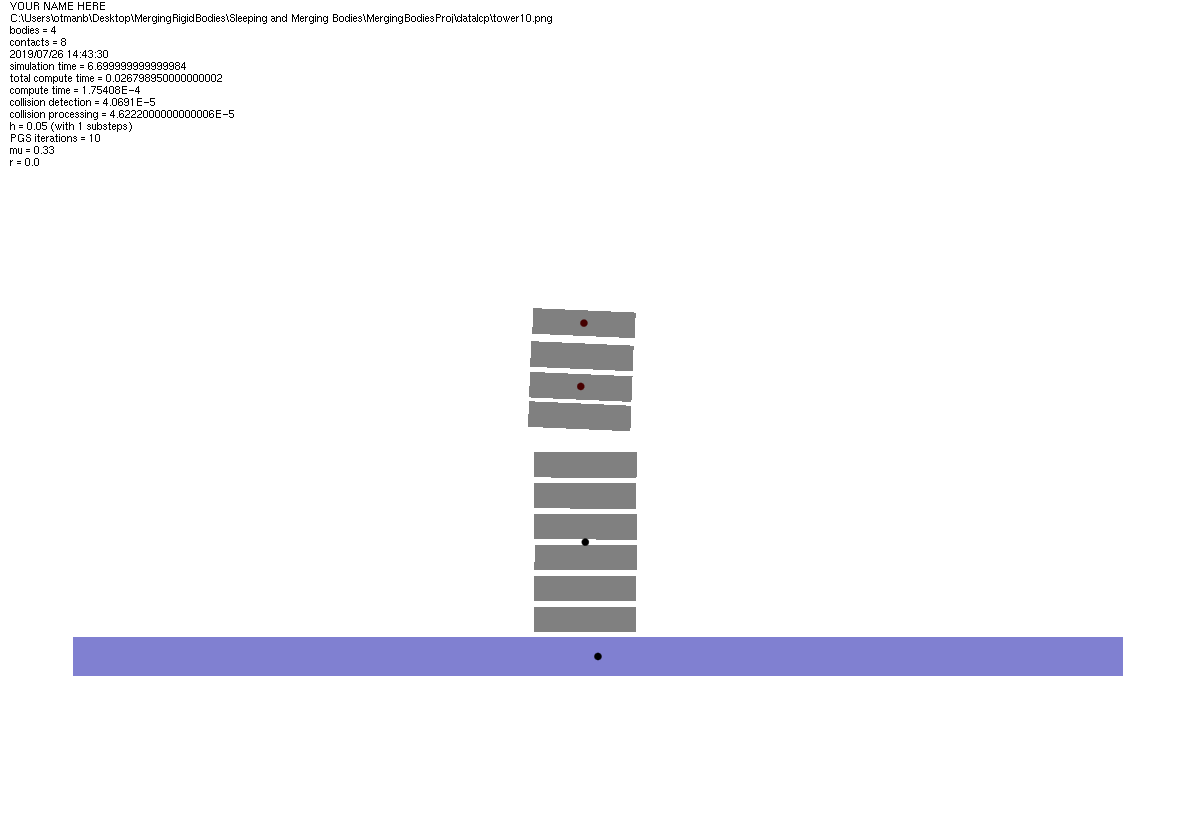 YOUR NAME HERE
C:\Users\otmanb\Desktop\MergingRigidBodies\Sleeping and Merging Bodies\MergingBodiesProj\datalcp\tower10.png
bodies = 4
contacts = 8
2019/07/26 14:43:30
simulation time = 6.699999999999984
total compute time = 0.026798950000000002
compute time = 1.75408E-4
collision detection = 4.0691E-5
collision processing = 4.6222000000000006E-5
h = 0.05 (with 1 substeps)
PGS iterations = 10
mu = 0.33
r = 0.0